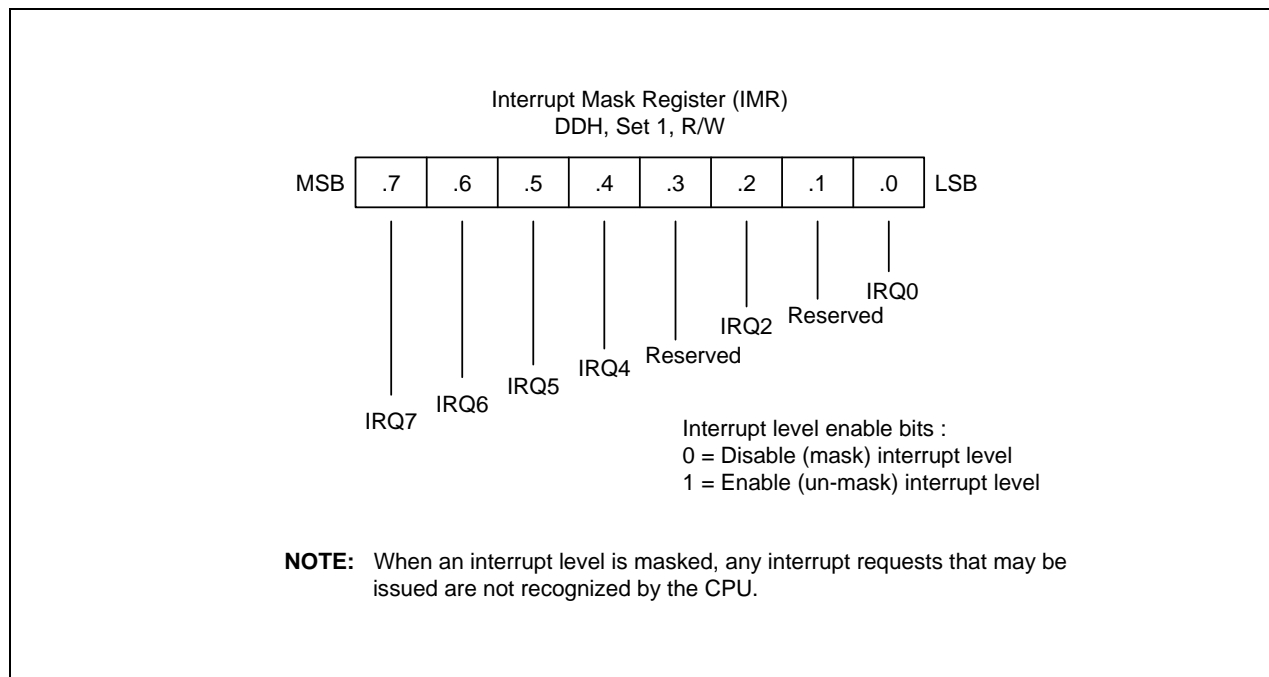 Interrupt Mask Register (IMR)
DDH, Set 1, R/W
MSB .7 .6 .5 .4 .3 .2 .1 .0 LSB
IRQ7
IRQ6
IRQ5
IRQ4
Reserved
IRQ2
Reserved
IRQ0
Interrupt level enable bits :
0 = Disable (mask) interrupt level
1 = Enable (un-mask) interrupt level
NOTE: When an interrupt level is masked, any interrupt requests that may be
issued are not recognized by the CPU.